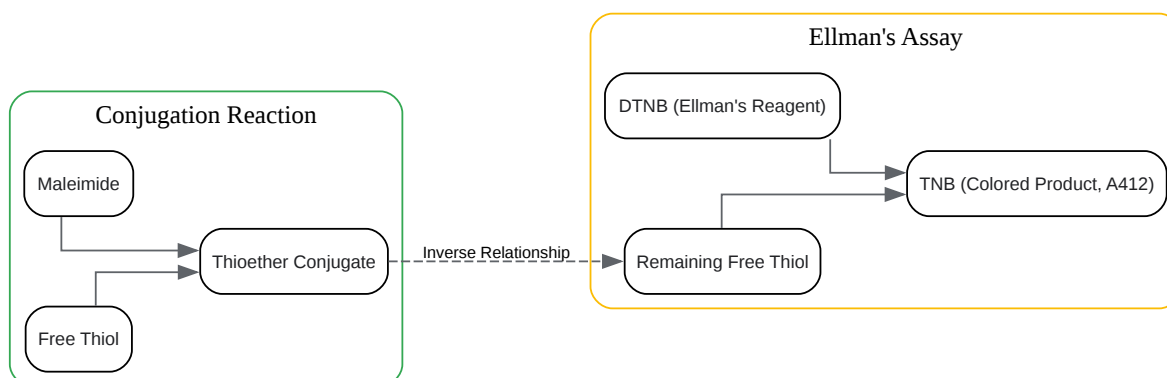 Conjugation Reaction
Maleimide
Free Thiol
Thioether Conjugate
Inverse Relationship
Ellman's Assay
DTNB (Ellman's Reagent)
Remaining Free Thiol
TNB (Colored Product, A412)